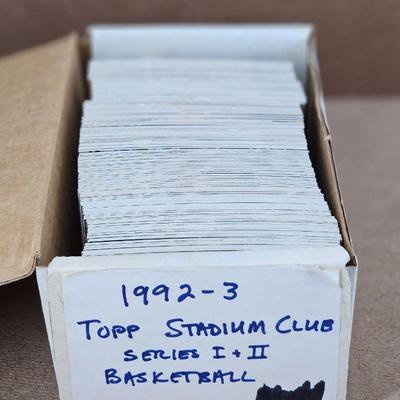 1992-3
TOPP STADIUM CLUB
SERIES I + II
BASKETBALL